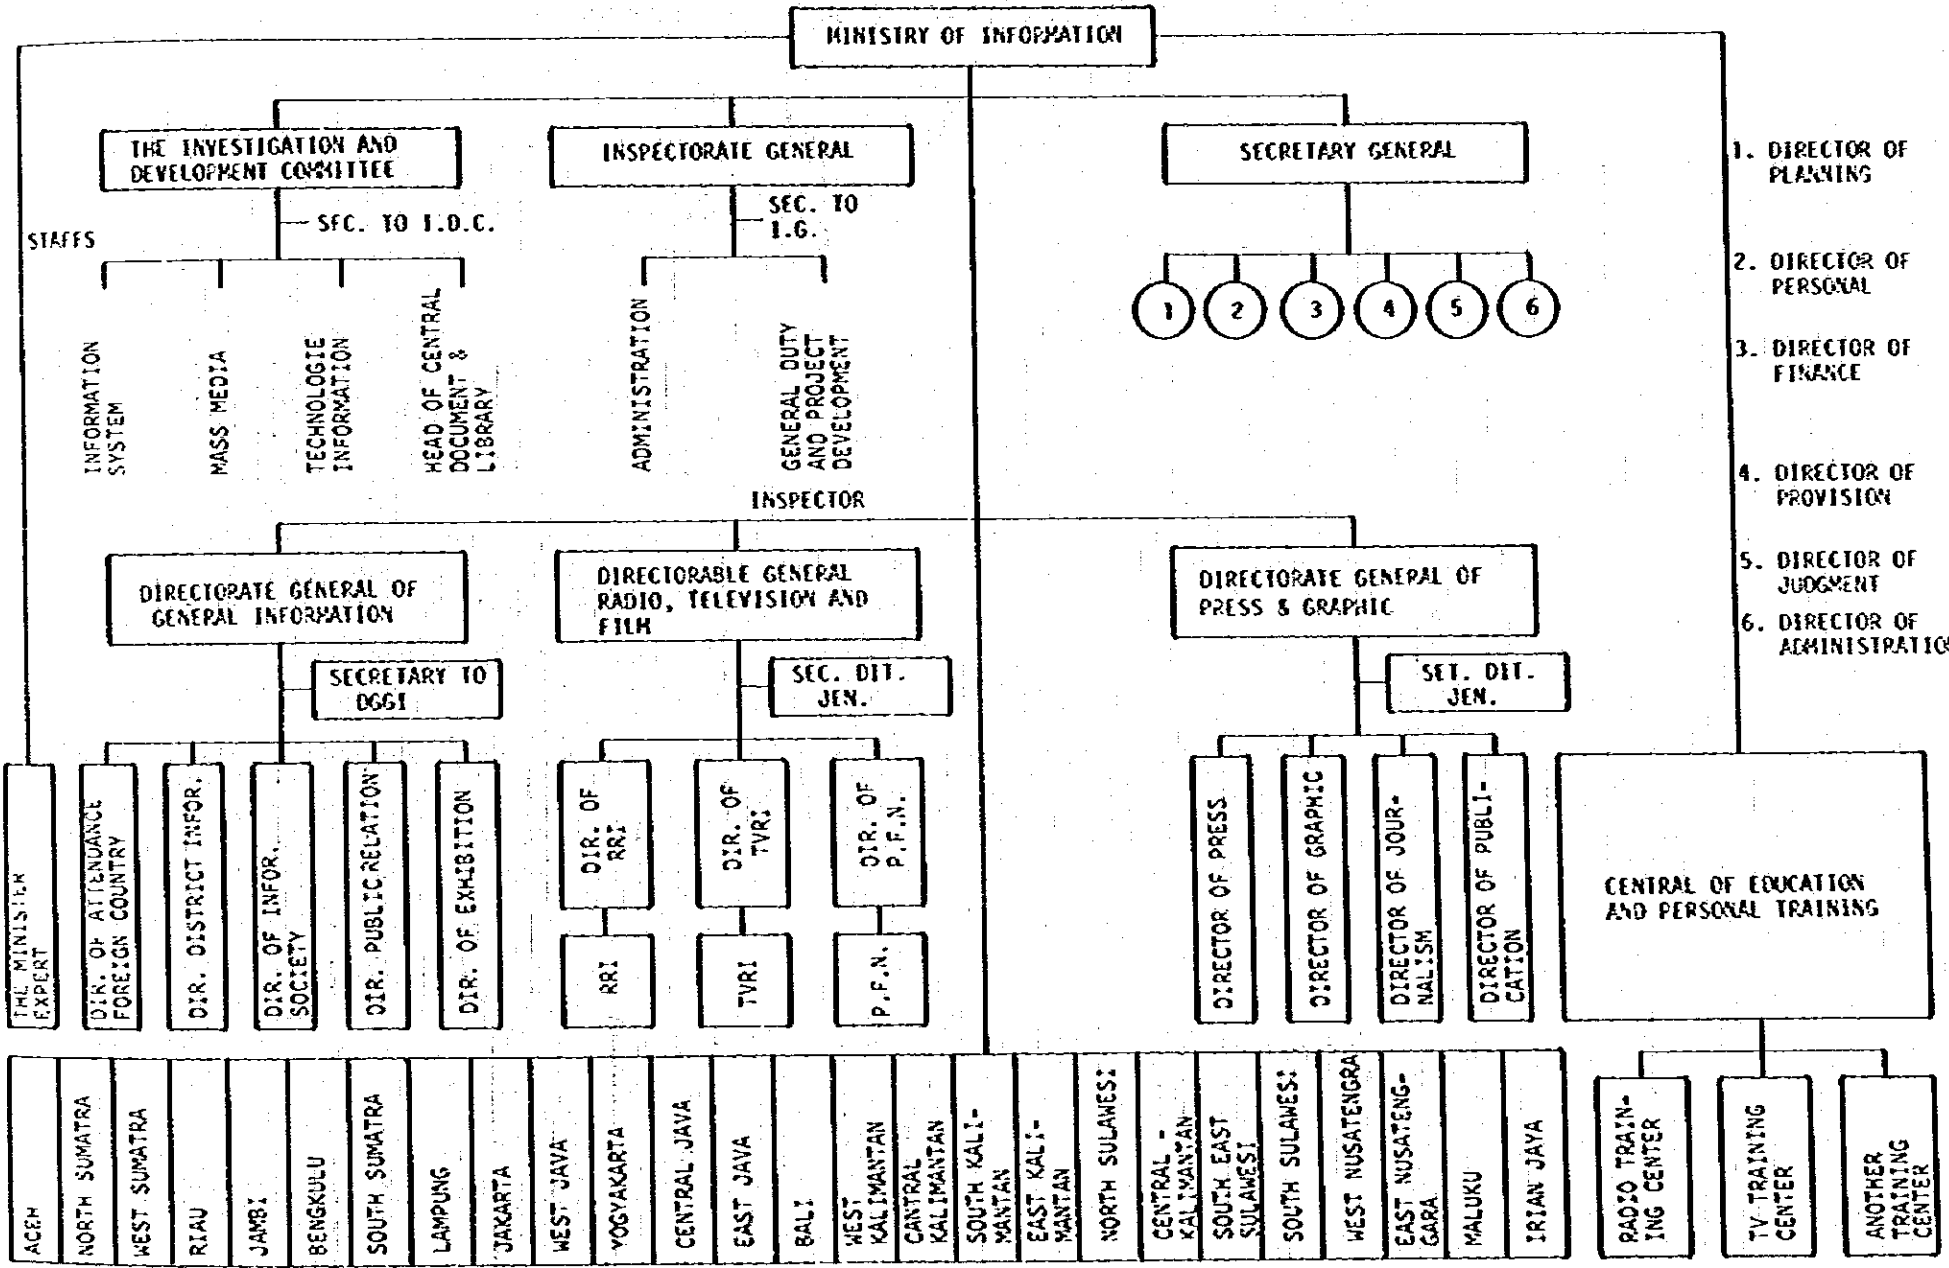 MINISTRY OF INFORMATION
THE INVESTIGATION AND
DEVELOPMENT COMMITTEE
INSPECTORATE GENERAL
SECRETARY GENERAL
SEC. TO I.D.C.
SEC. TO
I.G.
STAFFS
INFORMATION
SYSTEM
MASS MEDIA
TECHNOLOGIE
INFORMATION
HEAD OF CENTRAL
DOCUMENT &
LIBRARY
ADMINISTRATION
GENERAL DUTY
AND PROJECT
DEVELOPMENT
1
2
3
4
5
6
1. DIRECTOR OF
PLANNING
2. DIRECTOR OF
PERSONAL
3. DIRECTOR OF
FINANCE
4. DIRECTOR OF
PROVISION
5. DIRECTOR OF
JUDGMENT
6. DIRECTOR OF
ADMINISTRATIO
INSPECTOR
DIRECTORATE GENERAL OF
GENERAL INFORMATION
DIRECTORABLE GENERAL
RADIO, TELEVISION AND
FILM
DIRECTORATE GENERAL OF
PRESS & GRAPHIC
SECRETARY TO
DGGI
SEC. DIT.
JEN.
SET. DIT.
JEN.
THE MINISTER
EXPERT
DIR. OF ATTENDANCE
FOREIGN COUNTRY
DIR. DISTRICT INFOR.
DIR. OF INFOR.
SOCIETY
DIR. PUBLIC RELATION
DIR. OF EXHIBITION
DIR. OF
RRI
DIR. OF
TVRI
DIR. OF
P.F.N.
RRI
TVRI
P.F.N.
DIRECTOR OF PRESS
DIRECTOR OF GRAPHIC
DIRECTOR OF JOUR-
NALISM
DIRECTOR OF PUBLI-
CATION
CENTRAL OF EDUCATION
AND PERSONAL TRAINING
ACEH
NORTH SUMATRA
WEST SUMATRA
RIAU
JAMBI
BENGKULU
SOUTH SUMATRA
LAMPUNG
JAKARTA
WEST JAVA
YOGYAKARTA
CENTRAL JAVA
EAST JAVA
BALI
WEST
KALIMANTAN
CANTRAL
KALIMANTAN
SOUTH KALI-
MANTAN
EAST KALI-
MANTAN
NORTH SULAWESI
CENTRAL -
KALIMANTAN
SOUTH EAST
SULAWESI
SOUTH SULAWESI
WEST NUSATENGRA
EAST NUSATENG-
GARA
MALUKU
IRIAN JAYA
RADIO TRAIN-
ING CENTER
TV TRAINING
CENTER
ANOTHER
TRAINING
CENTER